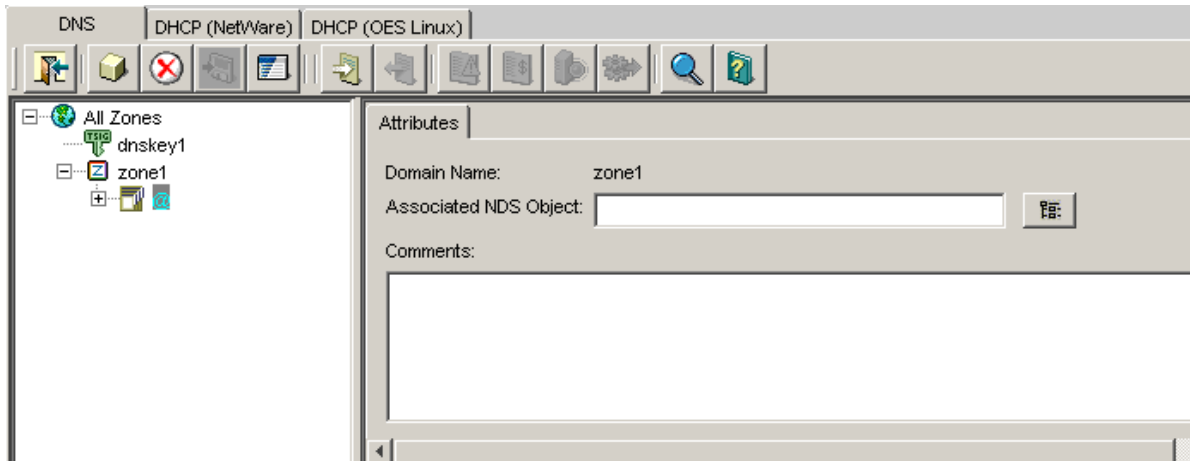 DNS DHCP (NetWare) DHCP (OES Linux)
All Zones
TSIG
dnskey1
Z zone1
@
Attributes
Domain Name: zone1
Associated NDS Object:
Comments: